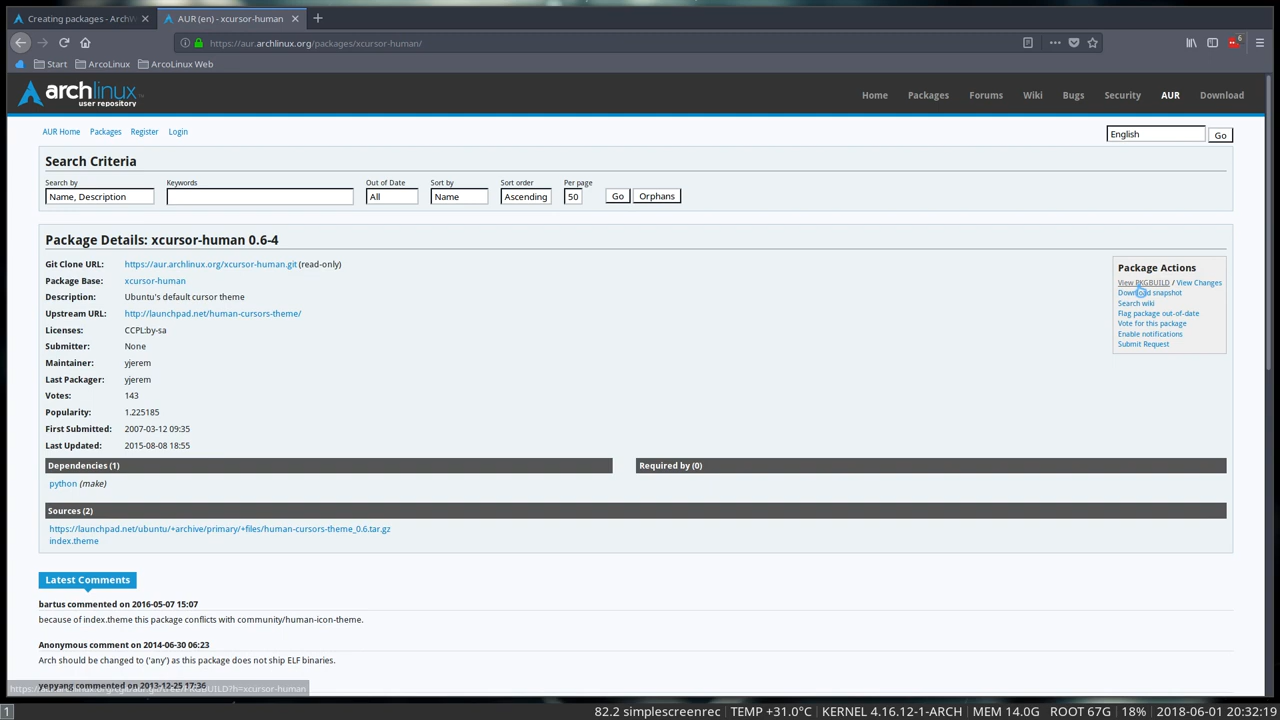 Creating packages - ArchW
AUR (en) - xcursor-human
https://aur.archlinux.org/packages/xcursor-human/
6
Start
ArcoLinux
ArcoLinux Web
archlinux
user repository
Home
Packages
Forums
Wiki
Bugs
Security
AUR
Download
AUR Home
Packages
Register
Login
English
Go
Search Criteria
Search by
Keywords
Out of Date
Sort by
Sort order
Per page
Name, Description
All
Name
Ascending
50
Go
Orphans
Package Details: xcursor-human 0.6-4
Git Clone URL: https://aur.archlinux.org/xcursor-human.git (read-only)
Package Base: xcursor-human
Description: Ubuntu's default cursor theme
Upstream URL: http://launchpad.net/human-cursors-theme/
Licenses: CCPL:by-sa
Submitter: None
Maintainer: yjerem
Last Packager: yjerem
Votes: 143
Popularity: 1.225185
First Submitted: 2007-03-12 09:35
Last Updated: 2015-08-08 18:55
Package Actions
View PKGBUILD / View Changes
Download snapshot
Search wiki
Flag package out-of-date
Vote for this package
Enable notifications
Submit Request
Dependencies (1)
python (make)
Required by (0)
Sources (2)
https://launchpad.net/ubuntu/+archive/primary/+files/human-cursors-theme_0.6.tar.gz
index.theme
Latest Comments
bartus commented on 2016-05-07 15:07
because of index.theme this package conflicts with community/human-icon-theme.
Anonymous comment on 2014-06-30 06:23
Arch should be changed to ('any') as this package does not ship ELF binaries.
yepyang commented on 2013-12-25 17:36
1
82.2 simplescreenrec
TEMP +31.0°C
KERNEL 4.16.12-1-ARCH
MEM 14.0G
ROOT 67G
18%
2018-06-01 20:32:19